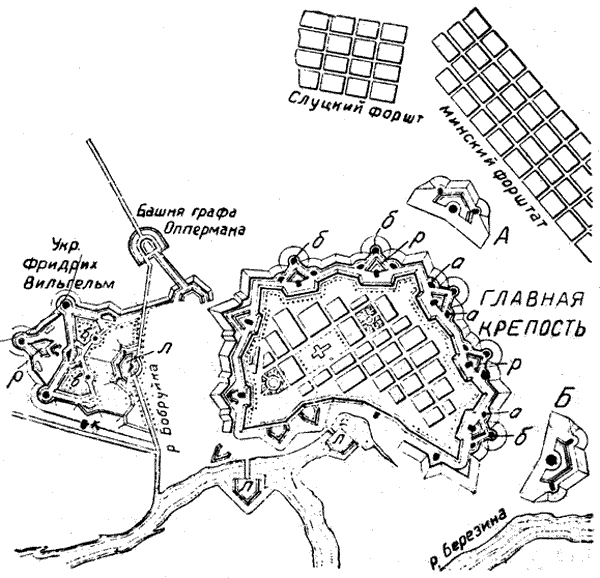 Слуцкий форшт
Минский форштат
Башня графа
Оппермана
Укр.
Фридрих
Вильгельм
б
б
р
А
а
а
ГЛАВНАЯ
КРЕПОСТЬ
р
а
б
Б
л
р
в
в
к
р Бобруйка
л
л
р. Березина